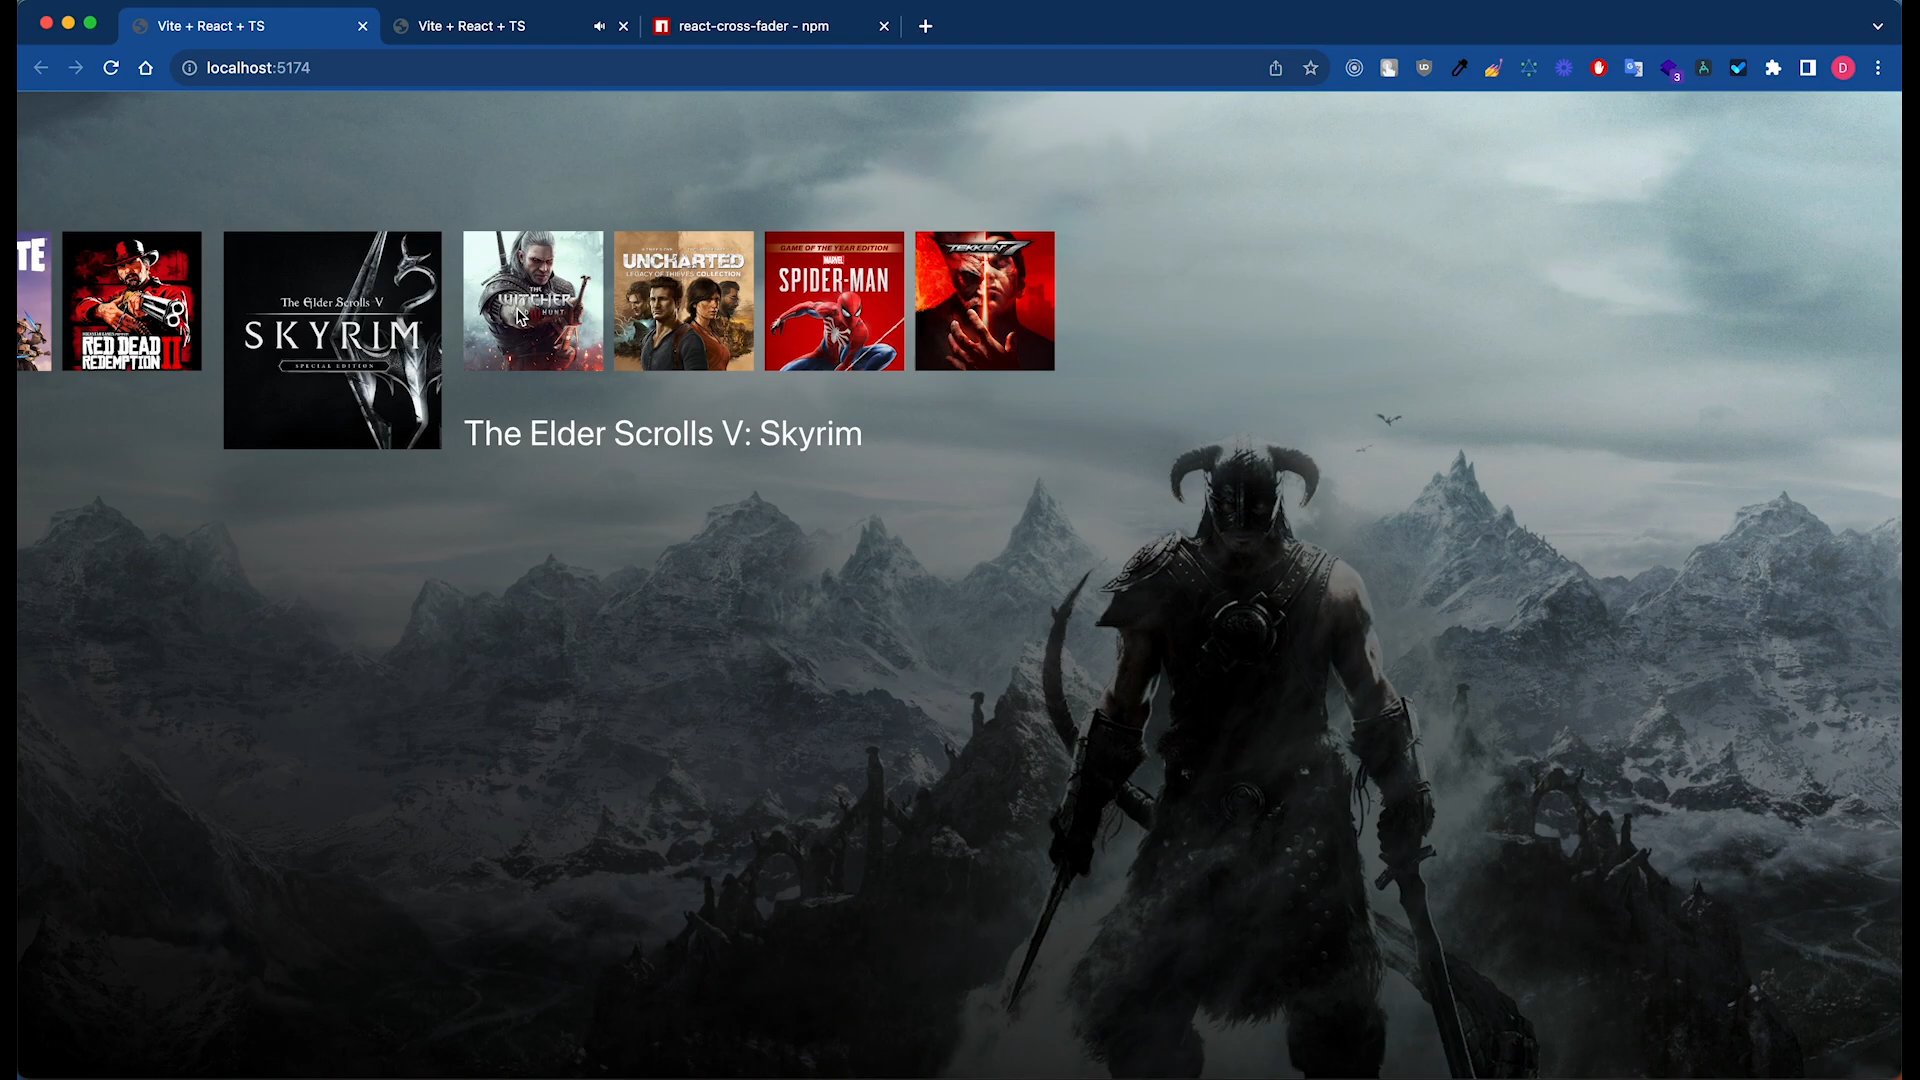 Vite + React + TS
Vite + React + TS
react-cross-fader - npm
localhost:5174
UD
3
D
TE
RED DEAD
REDEMPTION II
The Elder Scrolls V
SKYRIM
SPECIAL EDITION
THE
WITCHER
HUNT
UNCHARTED
LEGACY OF THIEVES COLLECTION
GAME OF THE YEAR EDITION
MARVEL
SPIDER-MAN
TEKKEN 7
The Elder Scrolls V: Skyrim